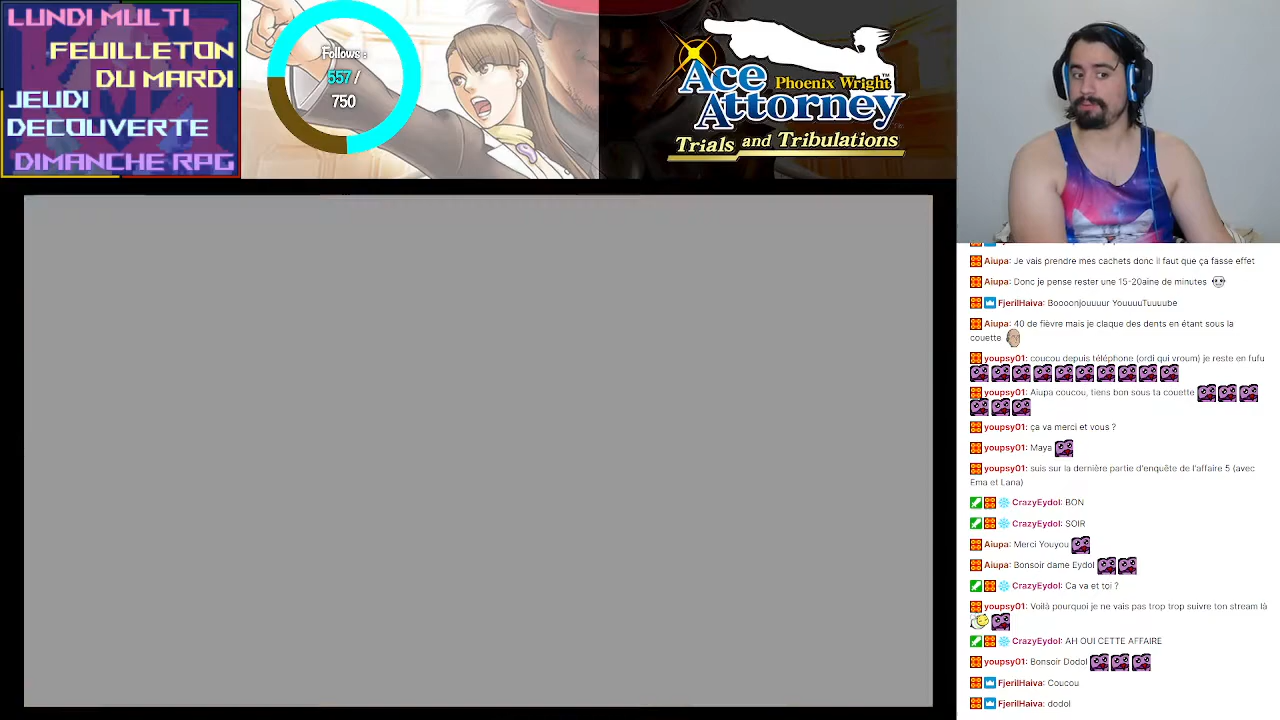 LUNDI MULTI
FEUILLETON
DU MARDI
JEUDI
DECOUVERTE
DIMANCHE RPG
Follows :
557 /
750
Phoenix Wright™
Ace
Attorney
Trials and Tribulations
Aiupa: Je vais prendre mes cachets donc il faut que ça fasse effet
Aiupa: Donc je pense rester une 15-20aine de minutes
FjerilHaiva: Boooonjouuuur YouuuuTuuuube
Aiupa: 40 de fièvre mais je claque des dents en étant sous la
couette
youpsy01: coucou depuis téléphone (ordi qui vroum) je reste en fufu
youpsy01: Aiupa coucou, tiens bon sous ta couette
youpsy01: ça va merci et vous ?
youpsy01: Maya
youpsy01: suis sur la dernière partie d'enquête de l'affaire 5 (avec
Ema et Lana)
CrazyEydol: BON
CrazyEydol: SOIR
Aiupa: Merci Youyou
Aiupa: Bonsoir dame Eydol
CrazyEydol: Ca va et toi ?
youpsy01: Voilà pourquoi je ne vais pas trop trop suivre ton stream là
CrazyEydol: AH OUI CETTE AFFAIRE
youpsy01: Bonsoir Dodol
FjerilHaiva: Coucou
FjerilHaiva: dodol